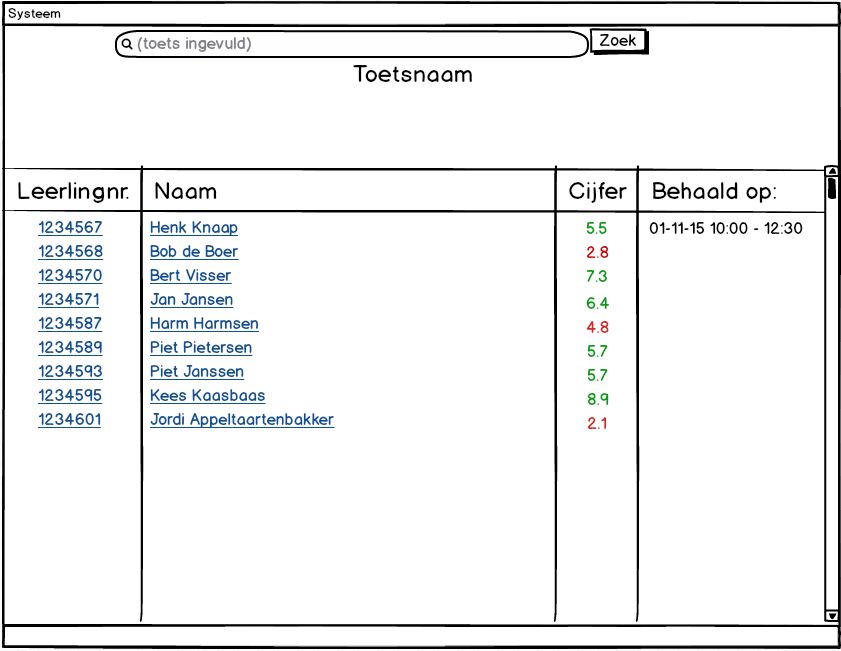 Systeem
(toets ingevuld) Zoek
Toetsnaam
Leerlingnr. Naam Cijfer Behaald op:
1234567 Henk Knaap 5.5 01-11-15 10:00 - 12:30
1234568 Bob de Boer 2.8
1234570 Bert Visser 7.3
1234571 Jan Jansen 6.4
1234587 Harm Harmsen 4.8
1234589 Piet Pietersen 5.7
1234593 Piet Janssen 5.7
1234595 Kees Kaasbaas 8.9
1234601 Jordi Appeltaartenbakker 2.1